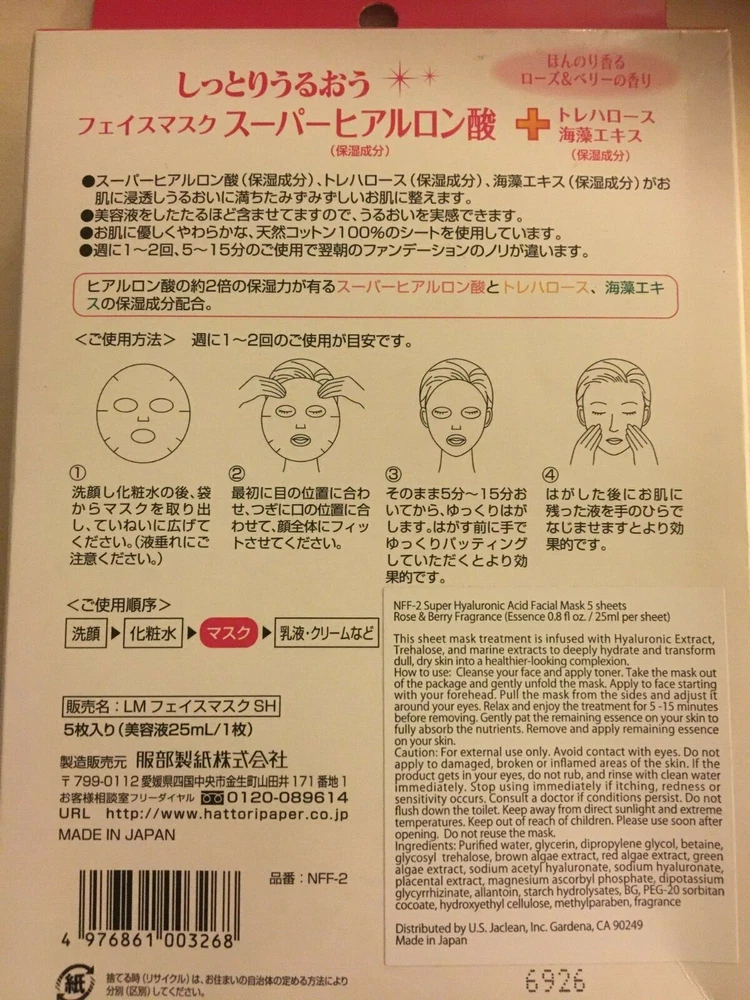 ほんのり香る
ローズ&ベリーの香り
しっとりうるおう
フェイスマスク スーパーヒアルロン酸
(保湿成分)
トレハロース
海藻エキス
(保湿成分)
●スーパーヒアルロン酸(保湿成分)、トレハロース(保湿成分)、海藻エキス(保湿成分)がお
肌に浸透しうるおいに満ちたみずみずしいお肌に整えます。
●美容液をしたたるほど含ませてますので、うるおいを実感できます。
●お肌に優しくやわらかな、天然コットン100%のシートを使用しています。
●週に1〜2回、5〜15分のご使用で翌朝のファンデーションのノリが違います。
ヒアルロン酸の約2倍の保湿力が有るスーパーヒアルロン酸とトレハロース、海藻エキ
スの保湿成分配合。
<ご使用方法> 週に1〜2回のご使用が目安です。
①
洗顔し化粧水の後、袋
からマスクを取り出
し、ていねいに広げて
ください。(液垂れにご
注意ください。)
②
最初に目の位置に合わ
せ、つぎに口の位置に合
わせて、顔全体にフィッ
トさせてください。
③
そのまま5分〜15分お
いてから、ゆっくりはが
します。はがす前に手で
ゆっくりパッティング
していただくとより効
果的です。
④
はがした後にお肌に
残った液を手のひらで
なじませますとより効
果的です。
<ご使用順序>
洗顔 ▶ 化粧水 ▶ マスク ▶ 乳液・クリームなど
販売名:LM フェイスマスク SH
5枚入り(美容液25mL/1枚)
製造販売元 服部製紙株式会社
〒799-0112 愛媛県四国中央市金生町山田井171番地1
お客様相談室フリーダイヤル 0120-089614
URL http://www.hattoripaper.co.jp
MADE IN JAPAN
品番:NFF-2
4 976861 003268
紙
捨てる時(リサイクル)は、お住まいの自治体の定める方法により
分別(区別)してください。
NFF-2 Super Hyaluronic Acid Facial Mask 5 sheets
Rose & Berry Fragrance (Essence 0.8 fl oz. / 25ml per sheet)
This sheet mask treatment is infused with Hyaluronic Extract,
Trehalose, and marine extracts to deeply hydrate and transform
dull, dry skin into a healthier-looking complexion.
How to use: Cleanse your face and apply toner. Take the mask out
of the package and gently unfold the mask. Apply to face starting
with your forehead. Pull the mask from the sides and adjust it
around your eyes. Relax and enjoy the treatment for 5 -15 minutes
before removing. Gently pat the remaining essence on your skin to
fully absorb the nutrients. Remove and apply remaining essence
on your skin.
Caution: For external use only. Avoid contact with eyes. Do not
apply to damaged, broken or inflamed areas of the skin. If the
product gets in your eyes, do not rub, and rinse with clean water
immediately. Stop using immediately if itching, redness or
sensitivity occurs. Consult a doctor if conditions persist. Do not
flush down the toilet. Keep away from direct sunlight and extreme
temperatures. Keep out of reach of children. Please use soon after
opening. Do not reuse the mask.
Ingredients: Purified water, glycerin, dipropylene glycol, betaine,
glycosyl trehalose, brown algae extract, red algae extract, green
algae extract, sodium acetyl hyaluronate, sodium hyaluronate,
placental extract, magnesium ascorbyl phosphate, dipotassium
glycyrrhizinate, allantoin, starch hydrolysates, BG, PEG-20 sorbitan
cocoate, hydroxyethyl cellulose, methylparaben, fragrance
Distributed by U.S. Jaclean, Inc. Gardena, CA 90249
Made in Japan
6926